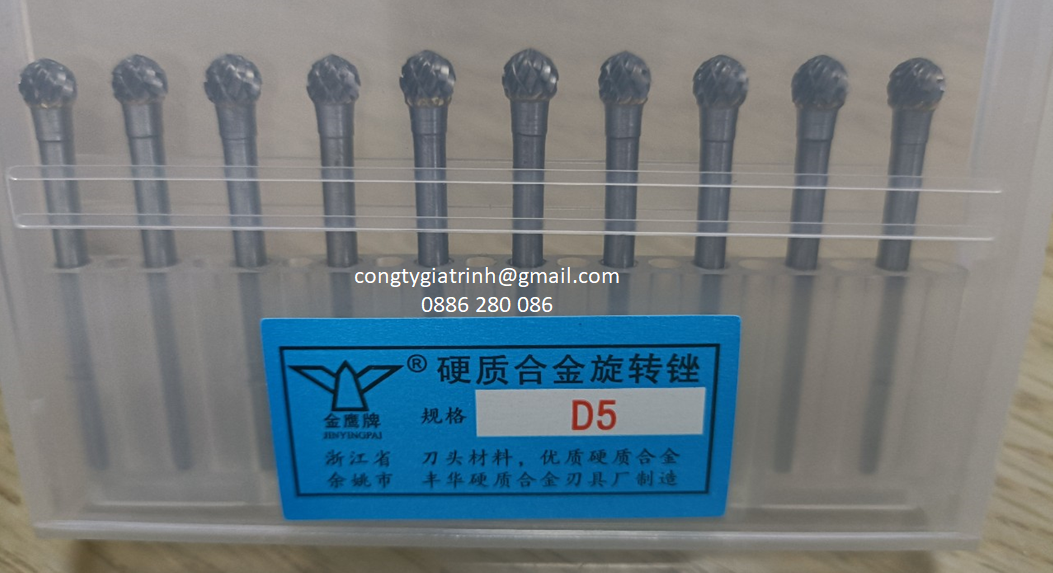 congtygiatrinh@gmail.com
0886 280 086
® 硬质合金旋转锉
金鹰牌
JINYINGPAI
规格 D5
浙江省 刀头材料，优质硬质合金
余姚市 丰华硬质合金刃具厂制造